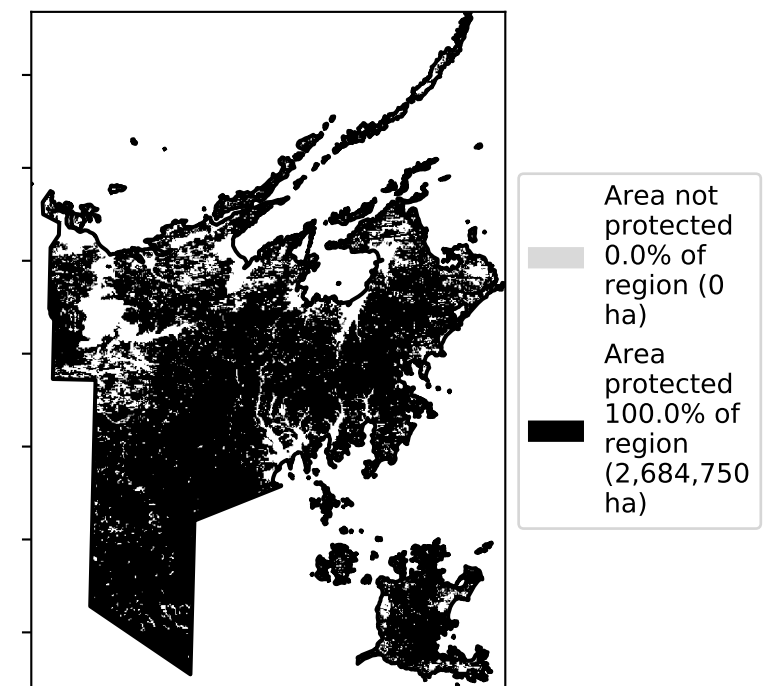 Area not
protected
0.0% of
region (0
ha)
Area
protected
100.0% of
region
(2,684,750
ha)